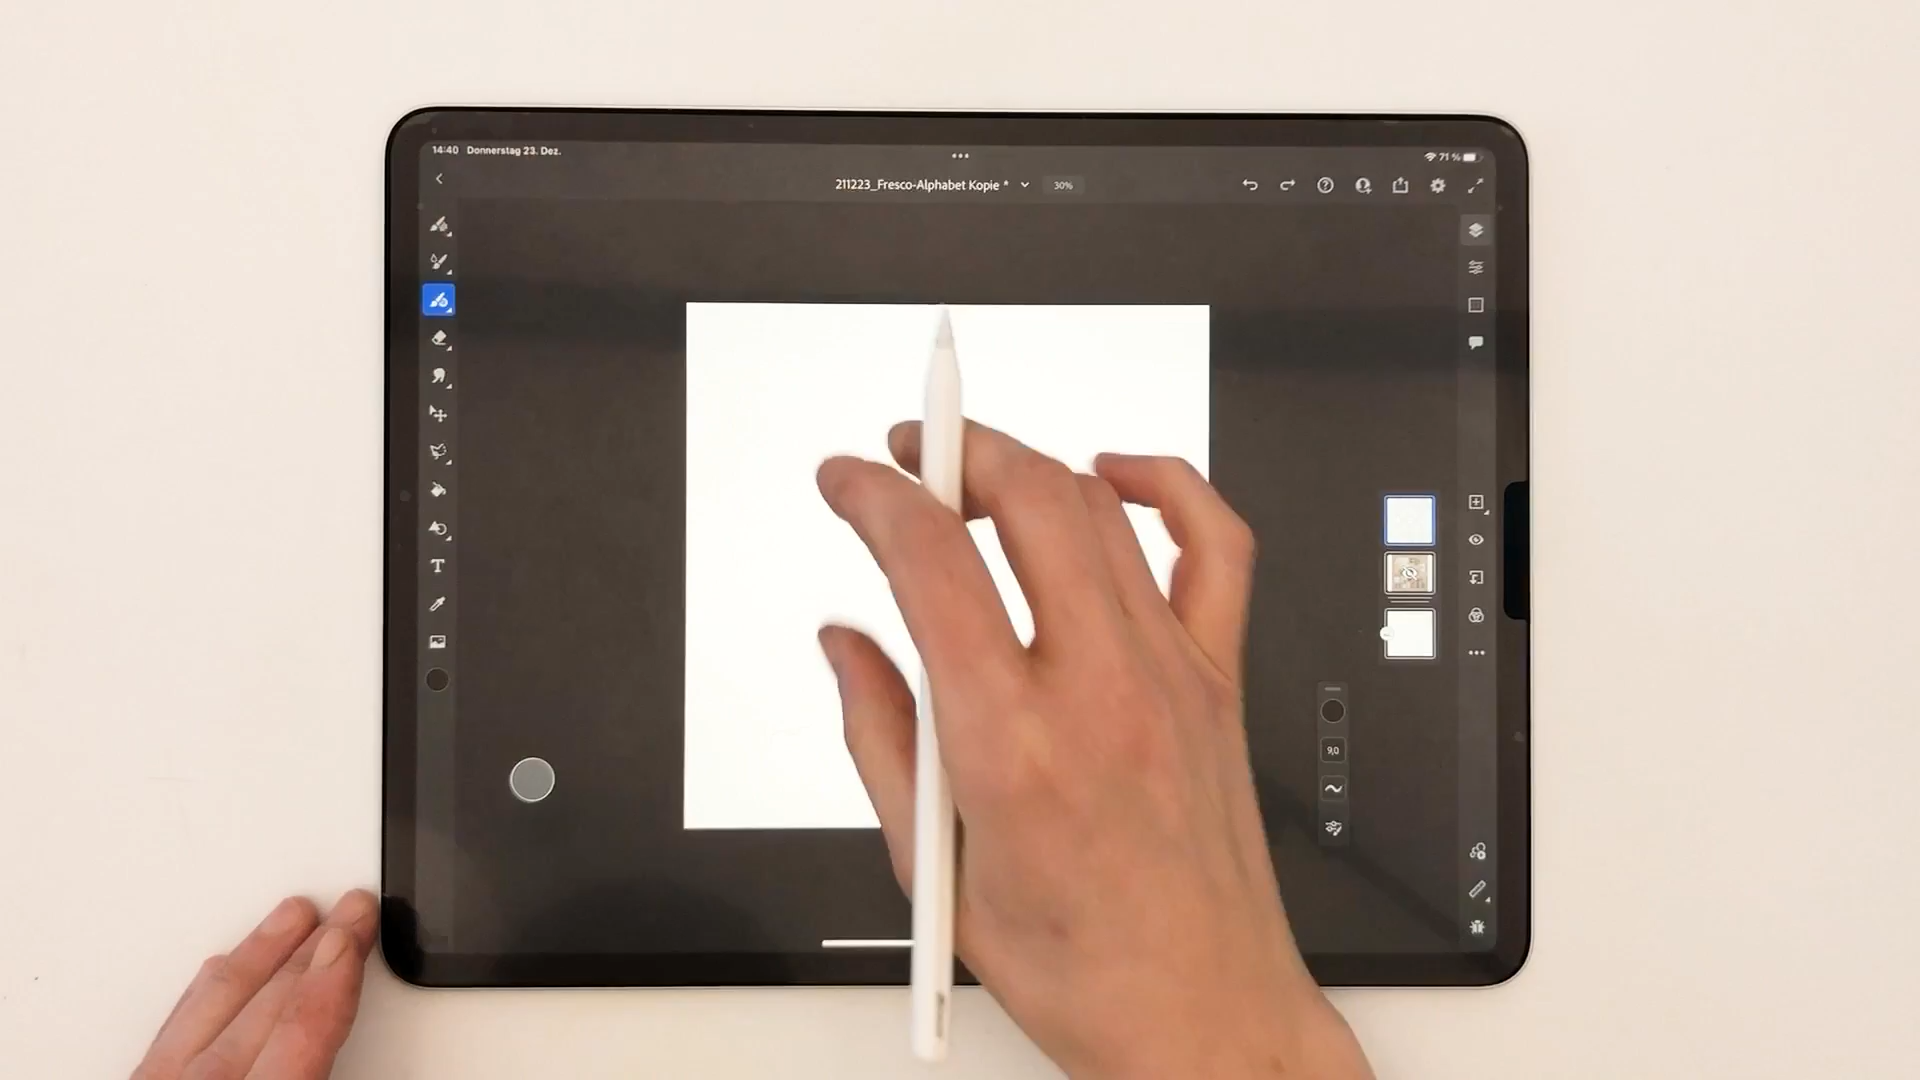 14:40 Donnerstag 23. Dez.
71 %
211223_Fresco-Alphabet Kopie *
30%
T
9,0